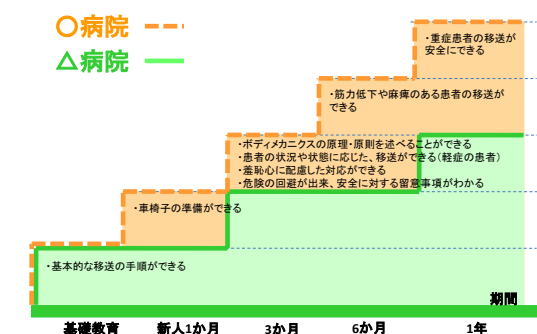 〇病院
△病院
・重症患者の移送が
安全にできる
・筋力低下や麻痺のある患者の移送が
できる
・ボディメカニクスの原理・原則を述べることができる
・患者の状況や状態に応じた、移送ができる(軽症の患者)
・羞恥心に配慮した対応ができる
・危険の回避が出来、安全に対する留意事項がわかる
・車椅子の準備ができる
・基本的な移送の手順ができる
期間
基礎教育 新人1か月 3か月 6か月 1年